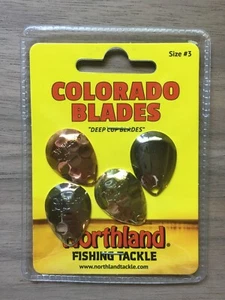 Size #3
COLORADO
BLADES
"DEEP CUP BLADES"
Northland
FISHING TACKLE
www.northlandtackle.com